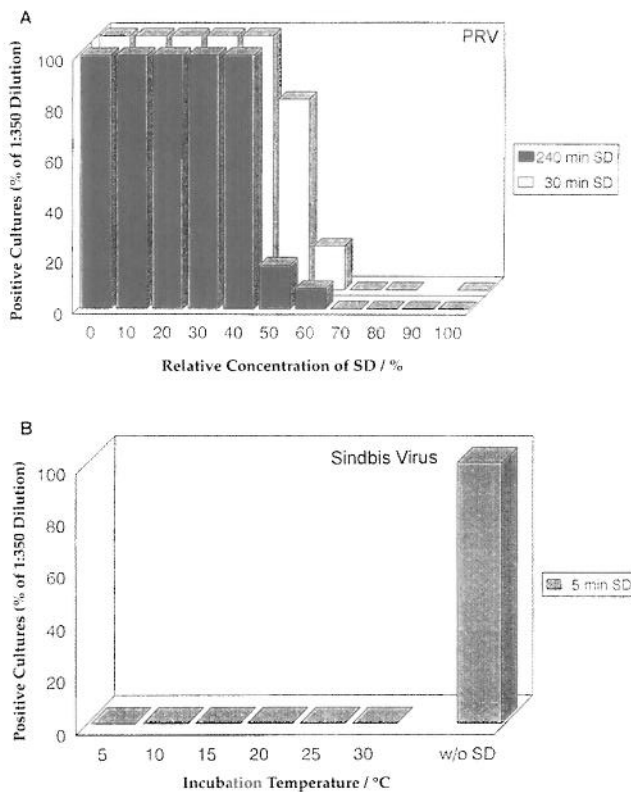 A
PRV
Positive Cultures (% of 1:350 Dilution)
100
80
60
40
20
0
240 min SD
30 min SD
0 10 20 30 40 50 60 70 80 90 100
Relative Concentration of SD / %
B
Sindbis Virus
Positive Cultures (% of 1:350 Dilution)
100
80
60
40
20
0
5 min SD
5 10 15 20 25 30 w/o SD
Incubation Temperature / °C